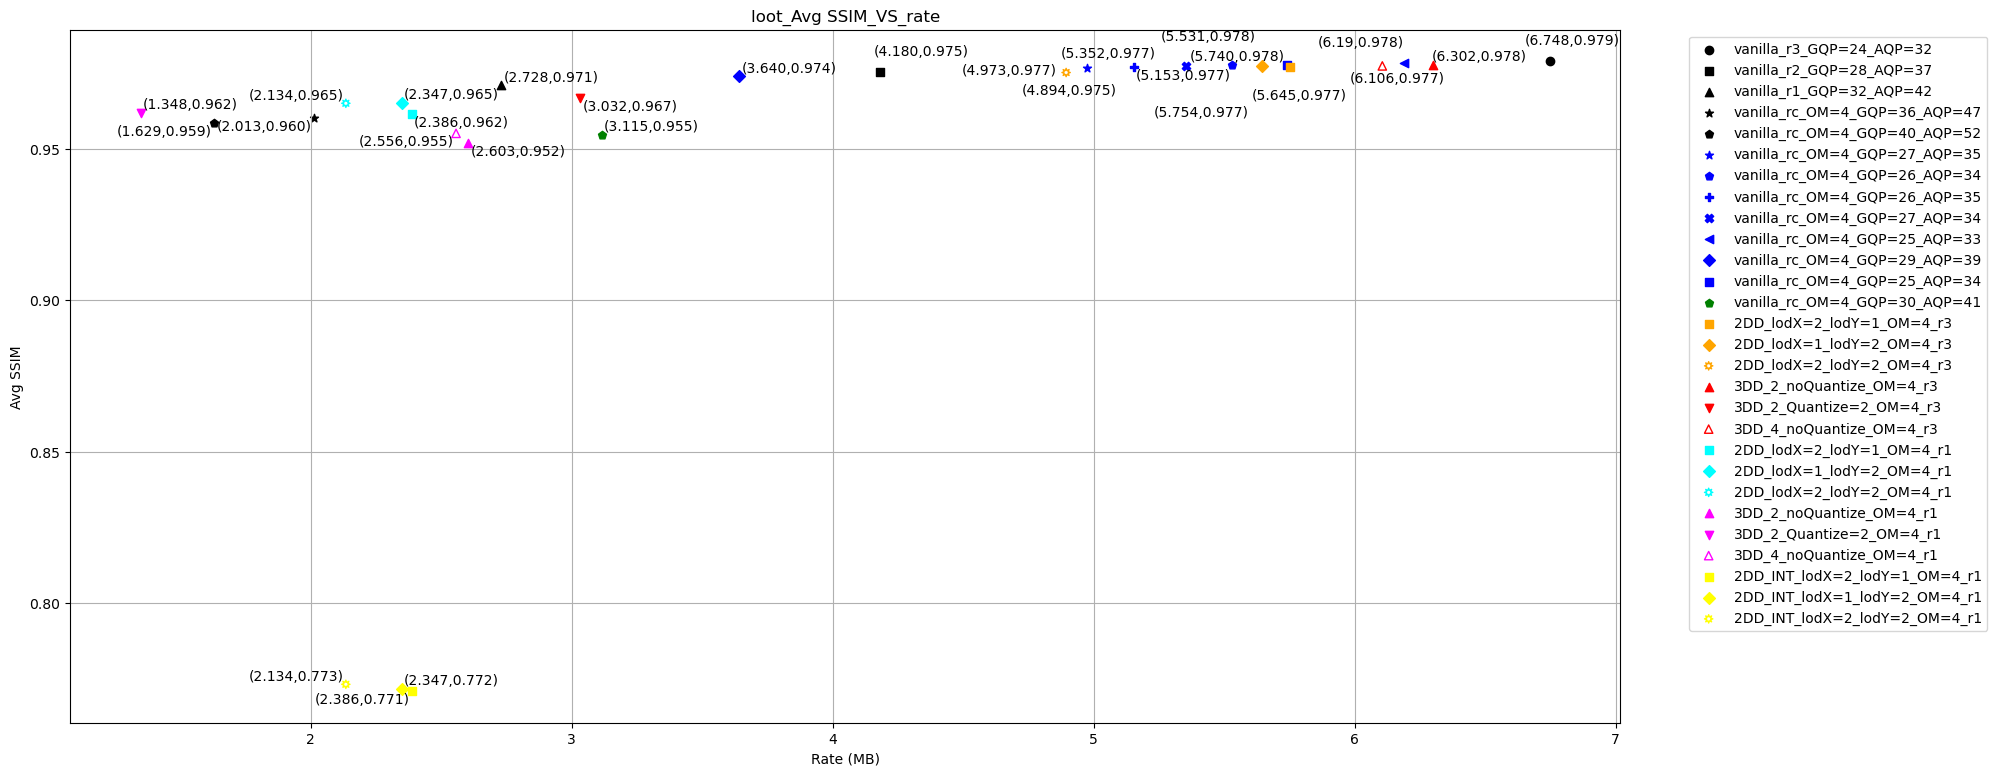 loot_Avg SSIM_VS_rate
(6.748,0.979)
(5.531,0.978)
(6.19,0.978)
(4.180,0.975)
(5.352,0.977)
(5.740,0.978)
(6.302,0.978)
(3.640,0.974)
(4.973,0.977)
(5.153,0.977)
(6.106,0.977)
(2.728,0.971)
(4.894,0.975)
(5.645,0.977)
(2.134,0.965)
(2.347,0.965)
(1.348,0.962)
(3.032,0.967)
(5.754,0.977)
(2.386,0.962)
(1.629,0.959)
(2.013,0.960)
(3.115,0.955)
(2.556,0.955)
(2.603,0.952)
(2.134,0.773)
(2.347,0.772)
(2.386,0.771)
0.95
0.90
0.85
0.80
Avg SSIM
2
3
4
5
6
7
Rate (MB)
vanilla_r3_GQP=24_AQP=32
vanilla_r2_GQP=28_AQP=37
vanilla_r1_GQP=32_AQP=42
vanilla_rc_OM=4_GQP=36_AQP=47
vanilla_rc_OM=4_GQP=40_AQP=52
vanilla_rc_OM=4_GQP=27_AQP=35
vanilla_rc_OM=4_GQP=26_AQP=34
vanilla_rc_OM=4_GQP=26_AQP=35
vanilla_rc_OM=4_GQP=27_AQP=34
vanilla_rc_OM=4_GQP=25_AQP=33
vanilla_rc_OM=4_GQP=29_AQP=39
vanilla_rc_OM=4_GQP=25_AQP=34
vanilla_rc_OM=4_GQP=30_AQP=41
2DD_lodX=2_lodY=1_OM=4_r3
2DD_lodX=1_lodY=2_OM=4_r3
2DD_lodX=2_lodY=2_OM=4_r3
3DD_2_noQuantize_OM=4_r3
3DD_2_Quantize=2_OM=4_r3
3DD_4_noQuantize_OM=4_r3
2DD_lodX=2_lodY=1_OM=4_r1
2DD_lodX=1_lodY=2_OM=4_r1
2DD_lodX=2_lodY=2_OM=4_r1
3DD_2_noQuantize_OM=4_r1
3DD_2_Quantize=2_OM=4_r1
3DD_4_noQuantize_OM=4_r1
2DD_INT_lodX=2_lodY=1_OM=4_r1
2DD_INT_lodX=1_lodY=2_OM=4_r1
2DD_INT_lodX=2_lodY=2_OM=4_r1